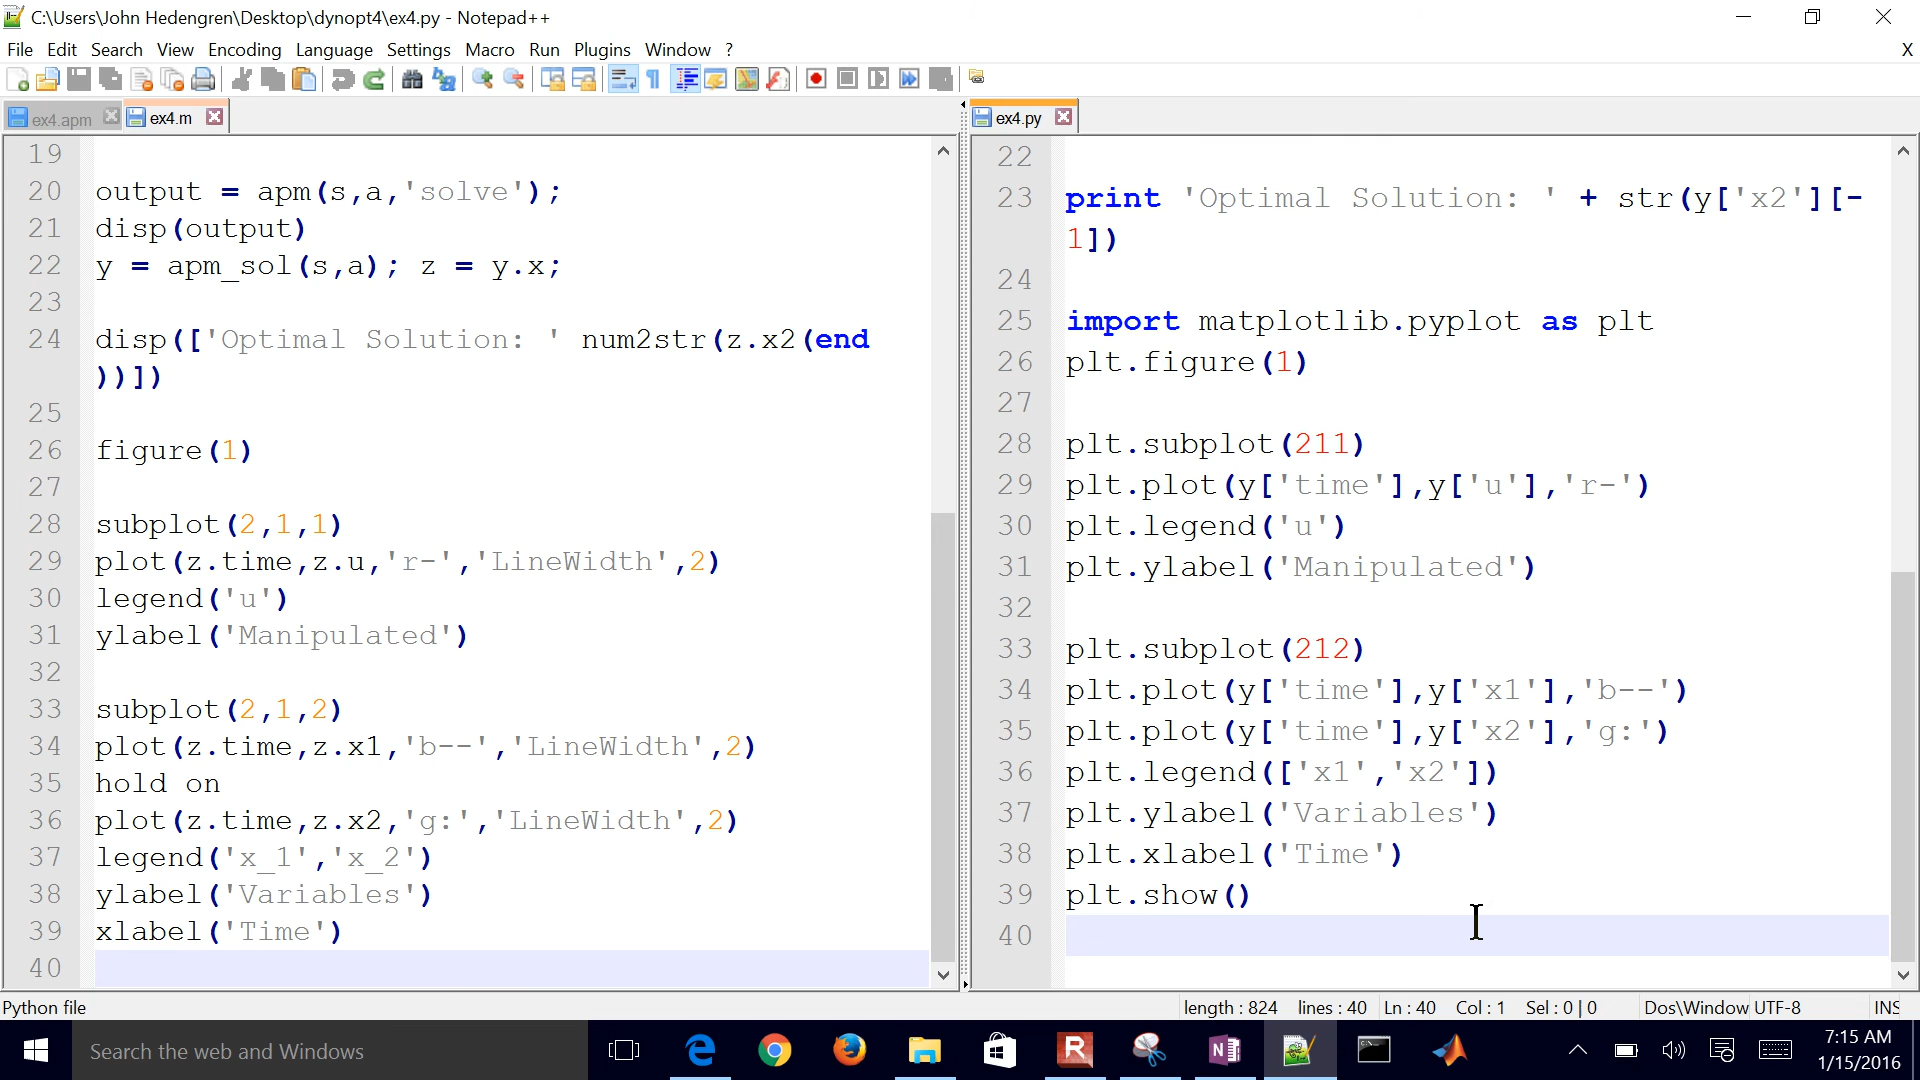 C:\Users\John Hedengren\Desktop\dynopt4\ex4.py - Notepad++
File Edit Search View Encoding Language Settings Macro Run Plugins Window ? X
ex4.apm ex4.m
19
20 output = apm(s,a,'solve');
21 disp(output)
22 y = apm_sol(s,a); z = y.x;
23
24 disp(['Optimal Solution: ' num2str(z.x2(end
))])
25
26 figure(1)
27
28 subplot(2,1,1)
29 plot(z.time,z.u,'r-','LineWidth',2)
30 legend('u')
31 ylabel('Manipulated')
32
33 subplot(2,1,2)
34 plot(z.time,z.x1,'b--','LineWidth',2)
35 hold on
36 plot(z.time,z.x2,'g:','LineWidth',2)
37 legend('x_1','x_2')
38 ylabel('Variables')
39 xlabel('Time')
40
ex4.py
22
23 print 'Optimal Solution: ' + str(y['x2'][-
1])
24
25 import matplotlib.pyplot as plt
26 plt.figure(1)
27
28 plt.subplot(211)
29 plt.plot(y['time'],y['u'],'r-')
30 plt.legend('u')
31 plt.ylabel('Manipulated')
32
33 plt.subplot(212)
34 plt.plot(y['time'],y['x1'],'b--')
35 plt.plot(y['time'],y['x2'],'g:')
36 plt.legend(['x1','x2'])
37 plt.ylabel('Variables')
38 plt.xlabel('Time')
39 plt.show()
40
Python file length : 824 lines : 40 Ln : 40 Col : 1 Sel : 0 | 0 Dos\Window UTF-8 INS
Search the web and Windows
7:15 AM
1/15/2016